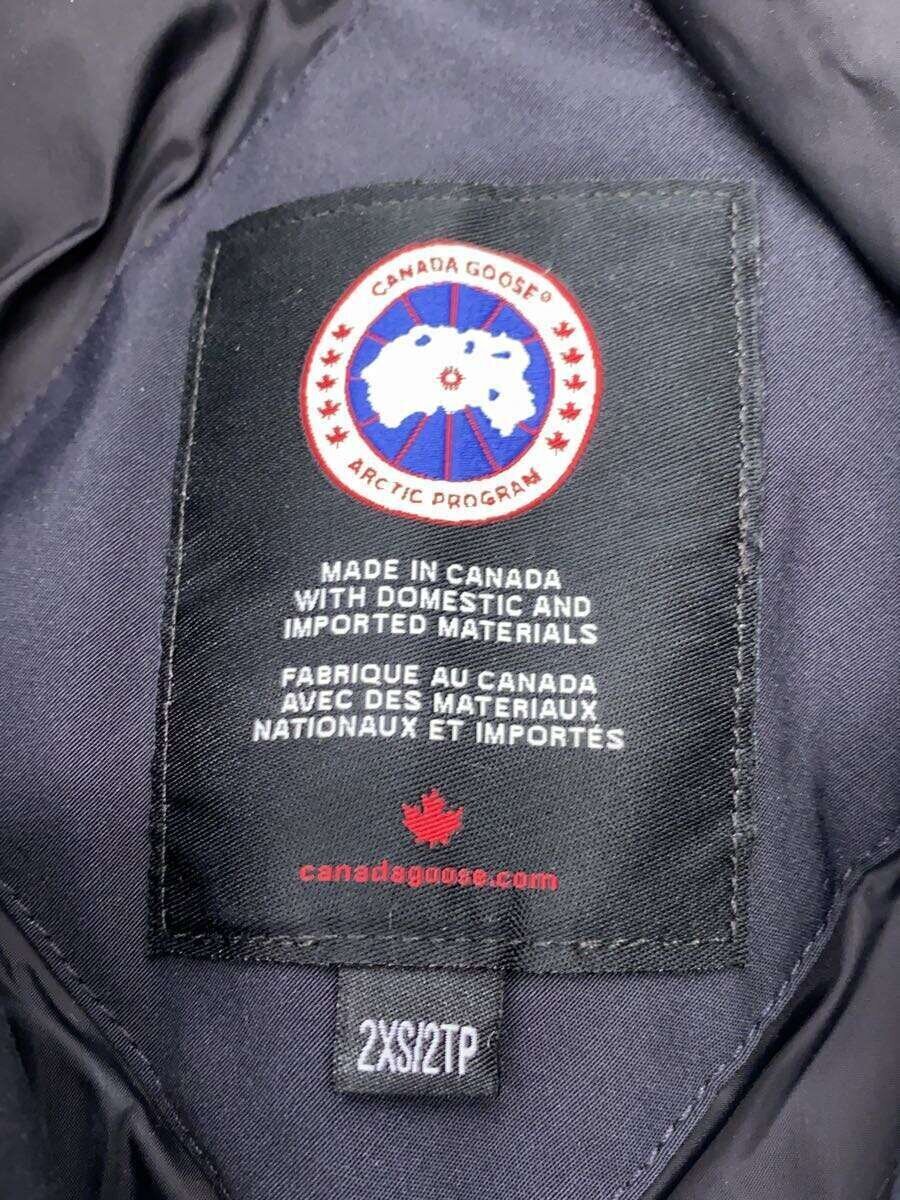 CANADA GOOSE®
ARCTIC PROGRAM
MADE IN CANADA
WITH DOMESTIC AND
IMPORTED MATERIALS
FABRIQUE AU CANADA
AVEC DES MATERIAUX
NATIONAUX ET IMPORTÉS
canadagoose.com
2XS/2TP